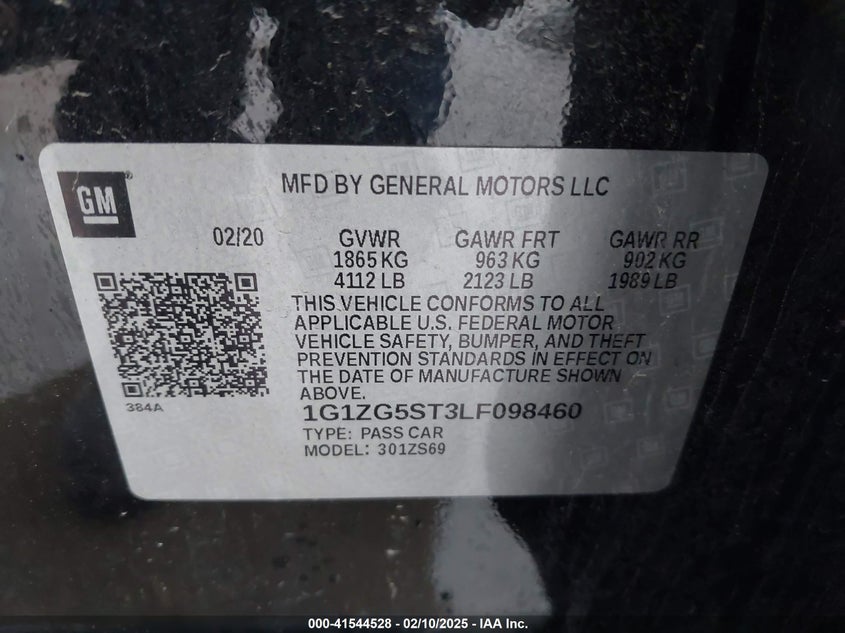 GM
MFD BY GENERAL MOTORS LLC
02/20
GVWR GAWR FRT GAWR RR
1865 KG 963 KG 902 KG
4112 LB 2123 LB 1989 LB
THIS VEHICLE CONFORMS TO ALL
APPLICABLE U.S. FEDERAL MOTOR
VEHICLE SAFETY, BUMPER, AND THEFT
PREVENTION STANDARDS IN EFFECT ON
THE DATE OF MANUFACTURE SHOWN
ABOVE.
384A
1G1ZG5ST3LF098460
TYPE: PASS CAR
MODEL: 301ZS69
000-41544528 - 02/10/2025 - IAA Inc.